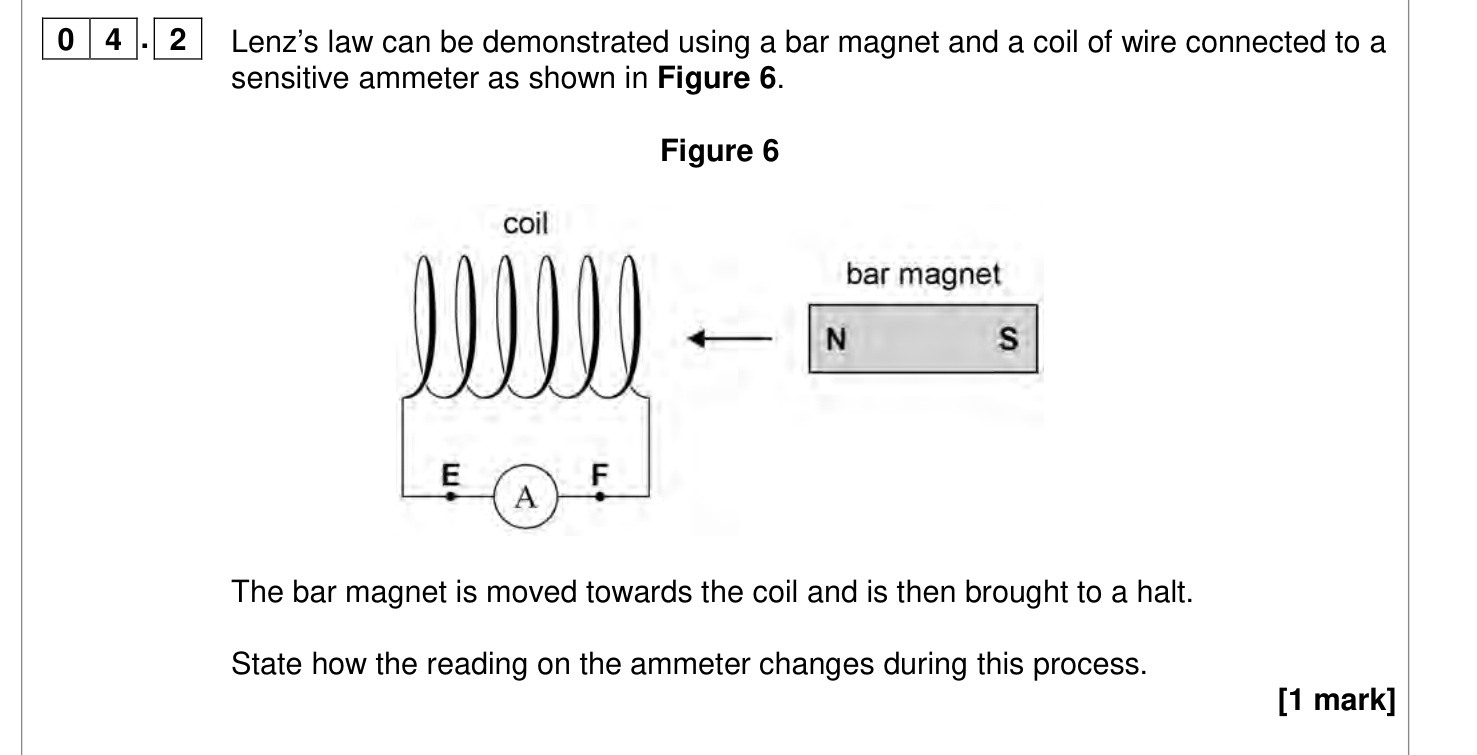 04.2 Lenz’s law can be demonstrated using a bar magnet and a coil of wire connected to a
sensitive ammeter as shown in Figure 6.
Figure 6
coil
bar magnet
N S
E F
A
The bar magnet is moved towards the coil and is then brought to a halt.
State how the reading on the ammeter changes during this process.
[1 mark]